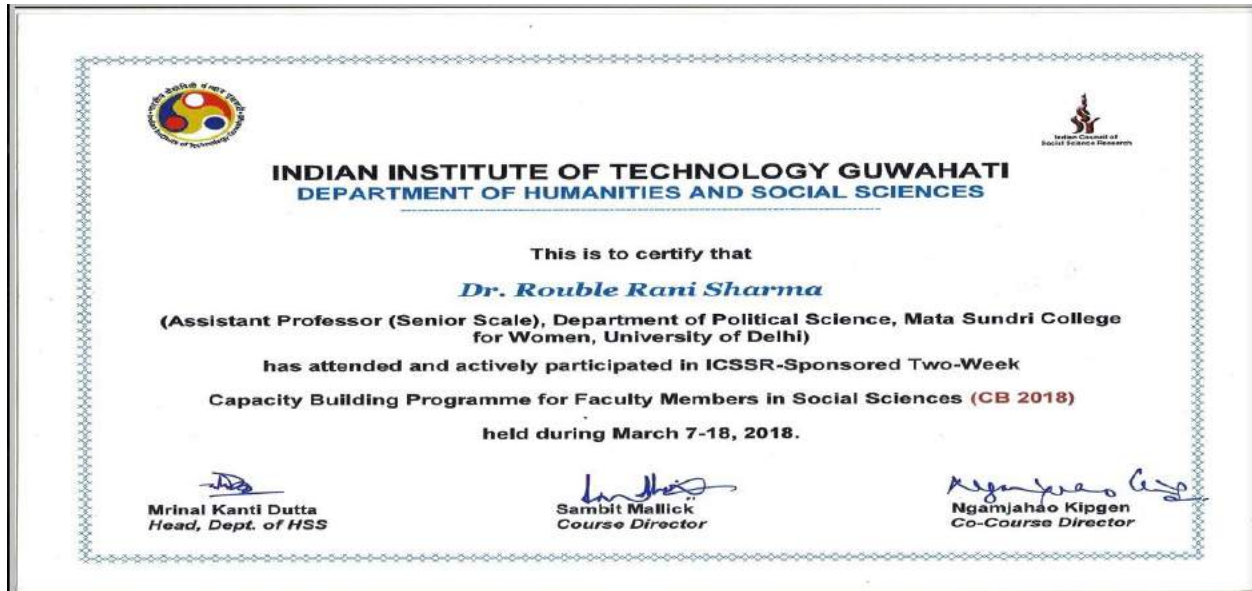 Indian Council of
Social Science Research
INDIAN INSTITUTE OF TECHNOLOGY GUWAHATI
DEPARTMENT OF HUMANITIES AND SOCIAL SCIENCES
This is to certify that
Dr. Rouble Rani Sharma
(Assistant Professor (Senior Scale), Department of Political Science, Mata Sundri College
for Women, University of Delhi)
has attended and actively participated in ICSSR-Sponsored Two-Week
Capacity Building Programme for Faculty Members in Social Sciences (CB 2018)
held during March 7-18, 2018.
Mrinal Kanti Dutta
Head, Dept. of HSS
Sambit Mallick
Course Director
Ngamjahao Kipgen
Co-Course Director